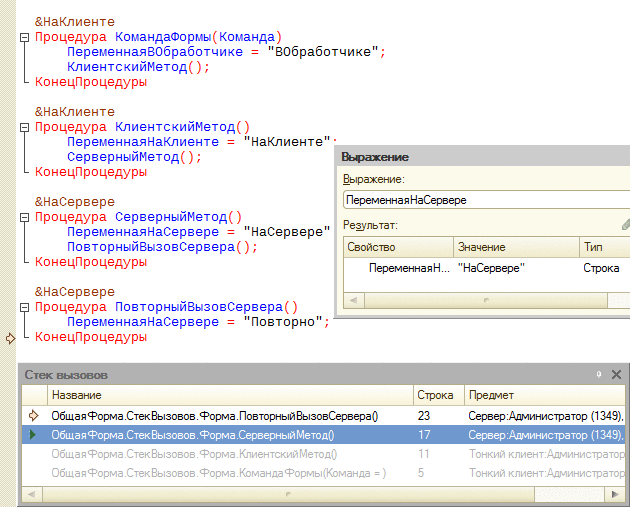 &НаКлиенте
Процедура КомандаФормы(Команда)
ПеременнаяВОбработчике = "ВОбработчике";
КлиентскийМетод();
КонецПроцедуры
&НаКлиенте
Процедура КлиентскийМетод()
ПеременнаяНаКлиенте = "НаКлиенте";
СерверныйМетод();
КонецПроцедуры
&НаСервере
Процедура СерверныйМетод()
ПеременнаяНаСервере = "НаСервере"
ПовторныйВызовСервера();
КонецПроцедуры
&НаСервере
Процедура ПовторныйВызовСервера()
ПеременнаяНаСервере = "Повторно";
КонецПроцедуры
Выражение
Выражение:
ПеременнаяНаСервере
Результат:
Свойство Значение Тип
ПеременнаяН... "НаСервере" Строка
Стек вызовов
Название Строка Предмет
ОбщаяФорма.СтекВызовов.Форма.ПовторныйВызовСервера() 23 Сервер:Администратор (1349),
ОбщаяФорма.СтекВызовов.Форма.СерверныйМетод() 17 Сервер:Администратор (1349),
ОбщаяФорма.СтекВызовов.Форма.КлиентскийМетод() 11 Тонкий клиент:Администратор
ОбщаяФорма.СтекВызовов.Форма.КомандаФормы(Команда = ) 5 Тонкий клиент:Администратор